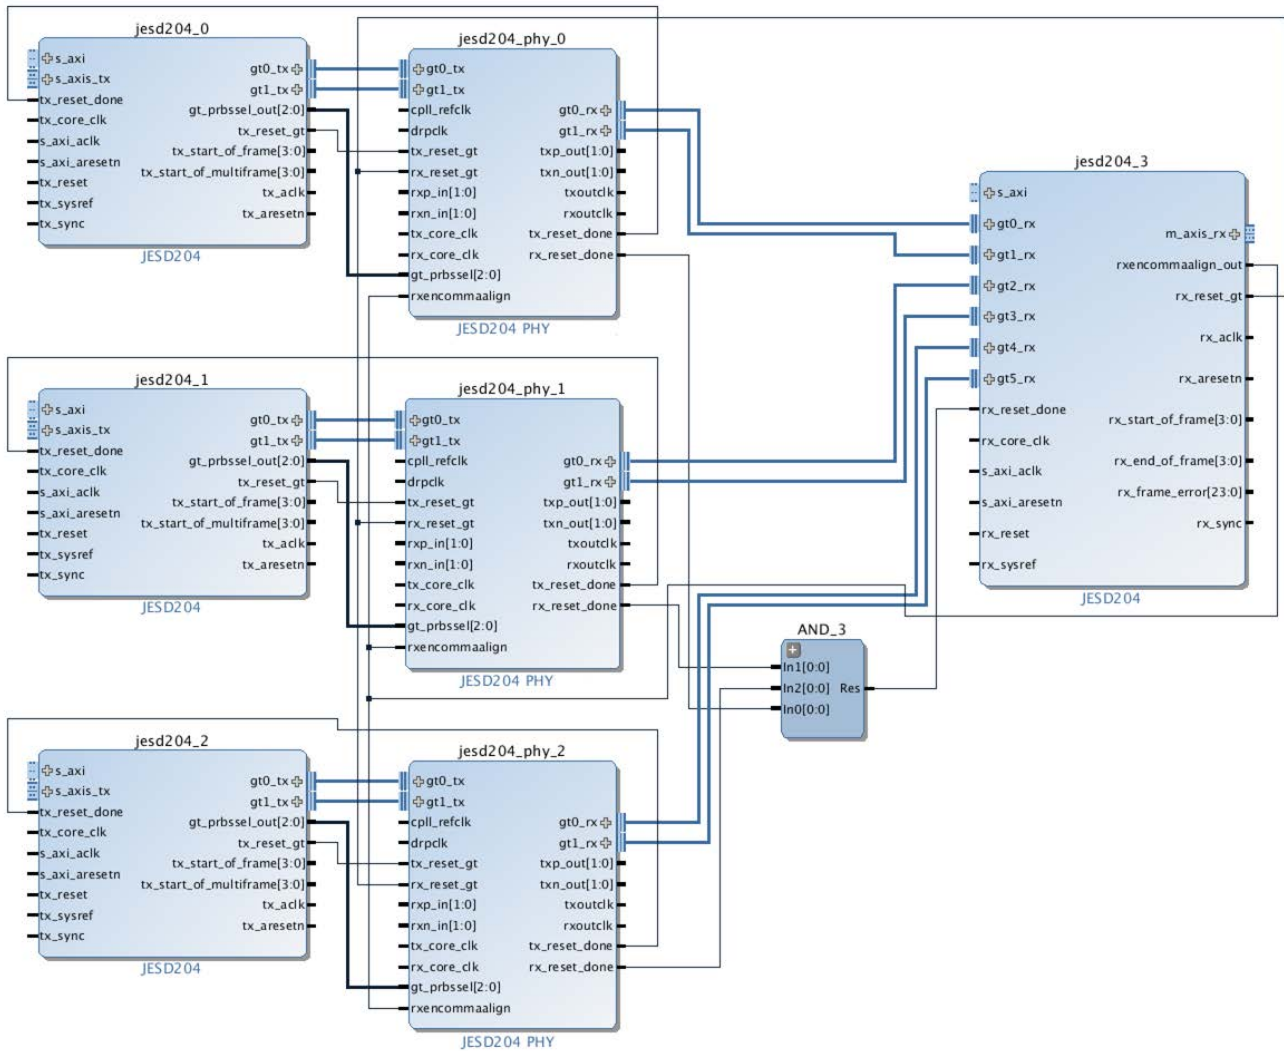 jesd204_0
s_axi
s_axis_tx
tx_reset_done
tx_core_clk
s_axi_aclk
s_axi_aresetn
tx_reset
tx_sysref
tx_sync
gt0_tx
gt1_tx
gt_prbssel_out[2:0]
tx_reset_gt
tx_start_of_frame[3:0]
tx_start_of_multiframe[3:0]
tx_aclk
tx_aresetn
JESD204
jesd204_phy_0
gt0_tx
gt1_tx
cpll_refclk
drpclk
tx_reset_gt
rx_reset_gt
rxp_in[1:0]
rxn_in[1:0]
tx_core_clk
rx_core_clk
gt_prbssel[2:0]
rxencommaalign
gt0_rx
gt1_rx
txp_out[1:0]
txn_out[1:0]
txoutclk
rxoutclk
tx_reset_done
rx_reset_done
JESD204 PHY
jesd204_3
s_axi
gt0_rx
gt1_rx
gt2_rx
gt3_rx
gt4_rx
gt5_rx
rx_reset_done
rx_core_clk
s_axi_aclk
s_axi_aresetn
rx_reset
rx_sysref
m_axis_rx
rxencommaalign_out
rx_reset_gt
rx_aclk
rx_aresetn
rx_start_of_frame[3:0]
rx_end_of_frame[3:0]
rx_frame_error[23:0]
rx_sync
JESD204
jesd204_1
s_axi
s_axis_tx
tx_reset_done
tx_core_clk
s_axi_aclk
s_axi_aresetn
tx_reset
tx_sysref
tx_sync
gt0_tx
gt1_tx
gt_prbssel_out[2:0]
tx_reset_gt
tx_start_of_frame[3:0]
tx_start_of_multiframe[3:0]
tx_aclk
tx_aresetn
JESD204
jesd204_phy_1
gt0_tx
gt1_tx
cpll_refclk
drpclk
tx_reset_gt
rx_reset_gt
rxp_in[1:0]
rxn_in[1:0]
tx_core_clk
rx_core_clk
gt_prbssel[2:0]
rxencommaalign
gt0_rx
gt1_rx
txp_out[1:0]
txn_out[1:0]
txoutclk
rxoutclk
tx_reset_done
rx_reset_done
JESD204 PHY
AND_3
In1[0:0]
In2[0:0]
In0[0:0]
Res
jesd204_2
s_axi
s_axis_tx
tx_reset_done
tx_core_clk
s_axi_aclk
s_axi_aresetn
tx_reset
tx_sysref
tx_sync
gt0_tx
gt1_tx
gt_prbssel_out[2:0]
tx_reset_gt
tx_start_of_frame[3:0]
tx_start_of_multiframe[3:0]
tx_aclk
tx_aresetn
JESD204
jesd204_phy_2
gt0_tx
gt1_tx
cpll_refclk
drpclk
tx_reset_gt
rx_reset_gt
rxp_in[1:0]
rxn_in[1:0]
tx_core_clk
rx_core_clk
gt_prbssel[2:0]
rxencommaalign
gt0_rx
gt1_rx
txp_out[1:0]
txn_out[1:0]
txoutclk
rxoutclk
tx_reset_done
rx_reset_done
JESD204 PHY